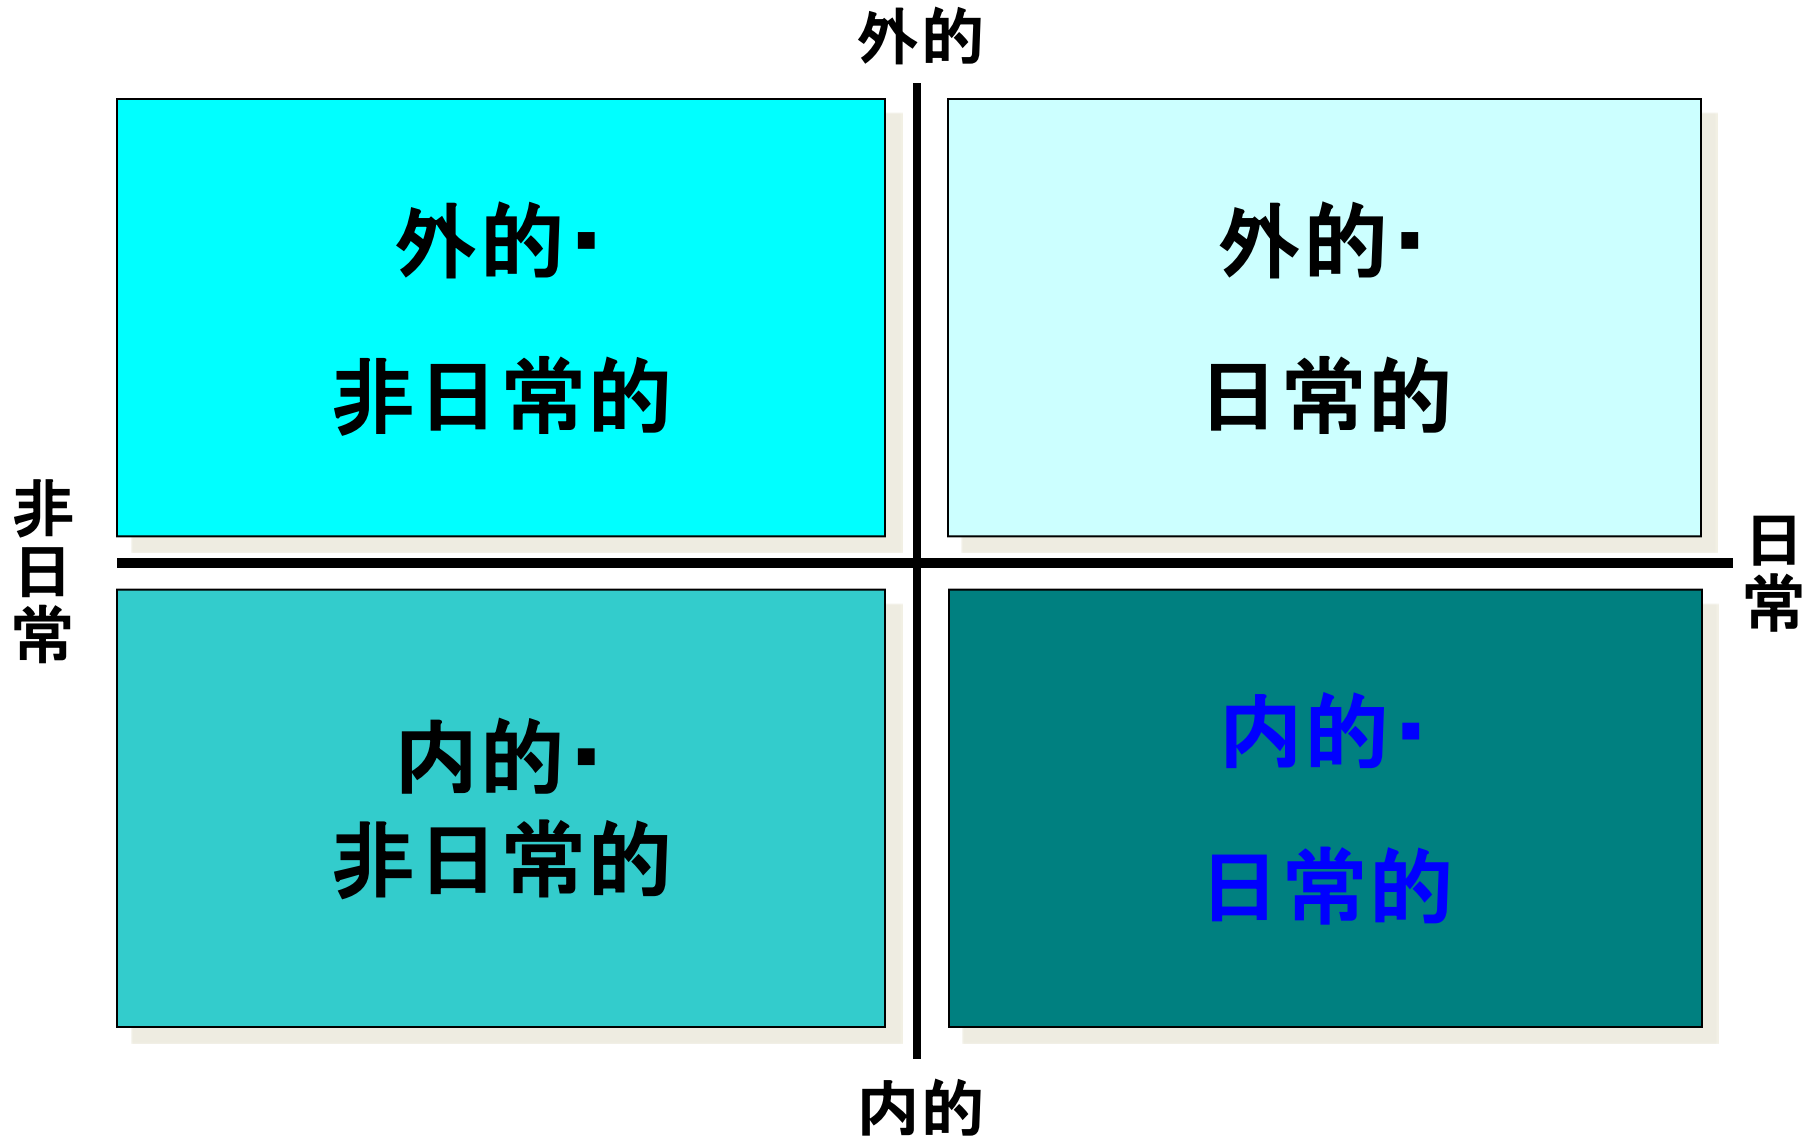 外的
外的・
非日常的
外的・
日常的
非
日
常
日
常
内的・
非日常的
内的・
日常的
内的